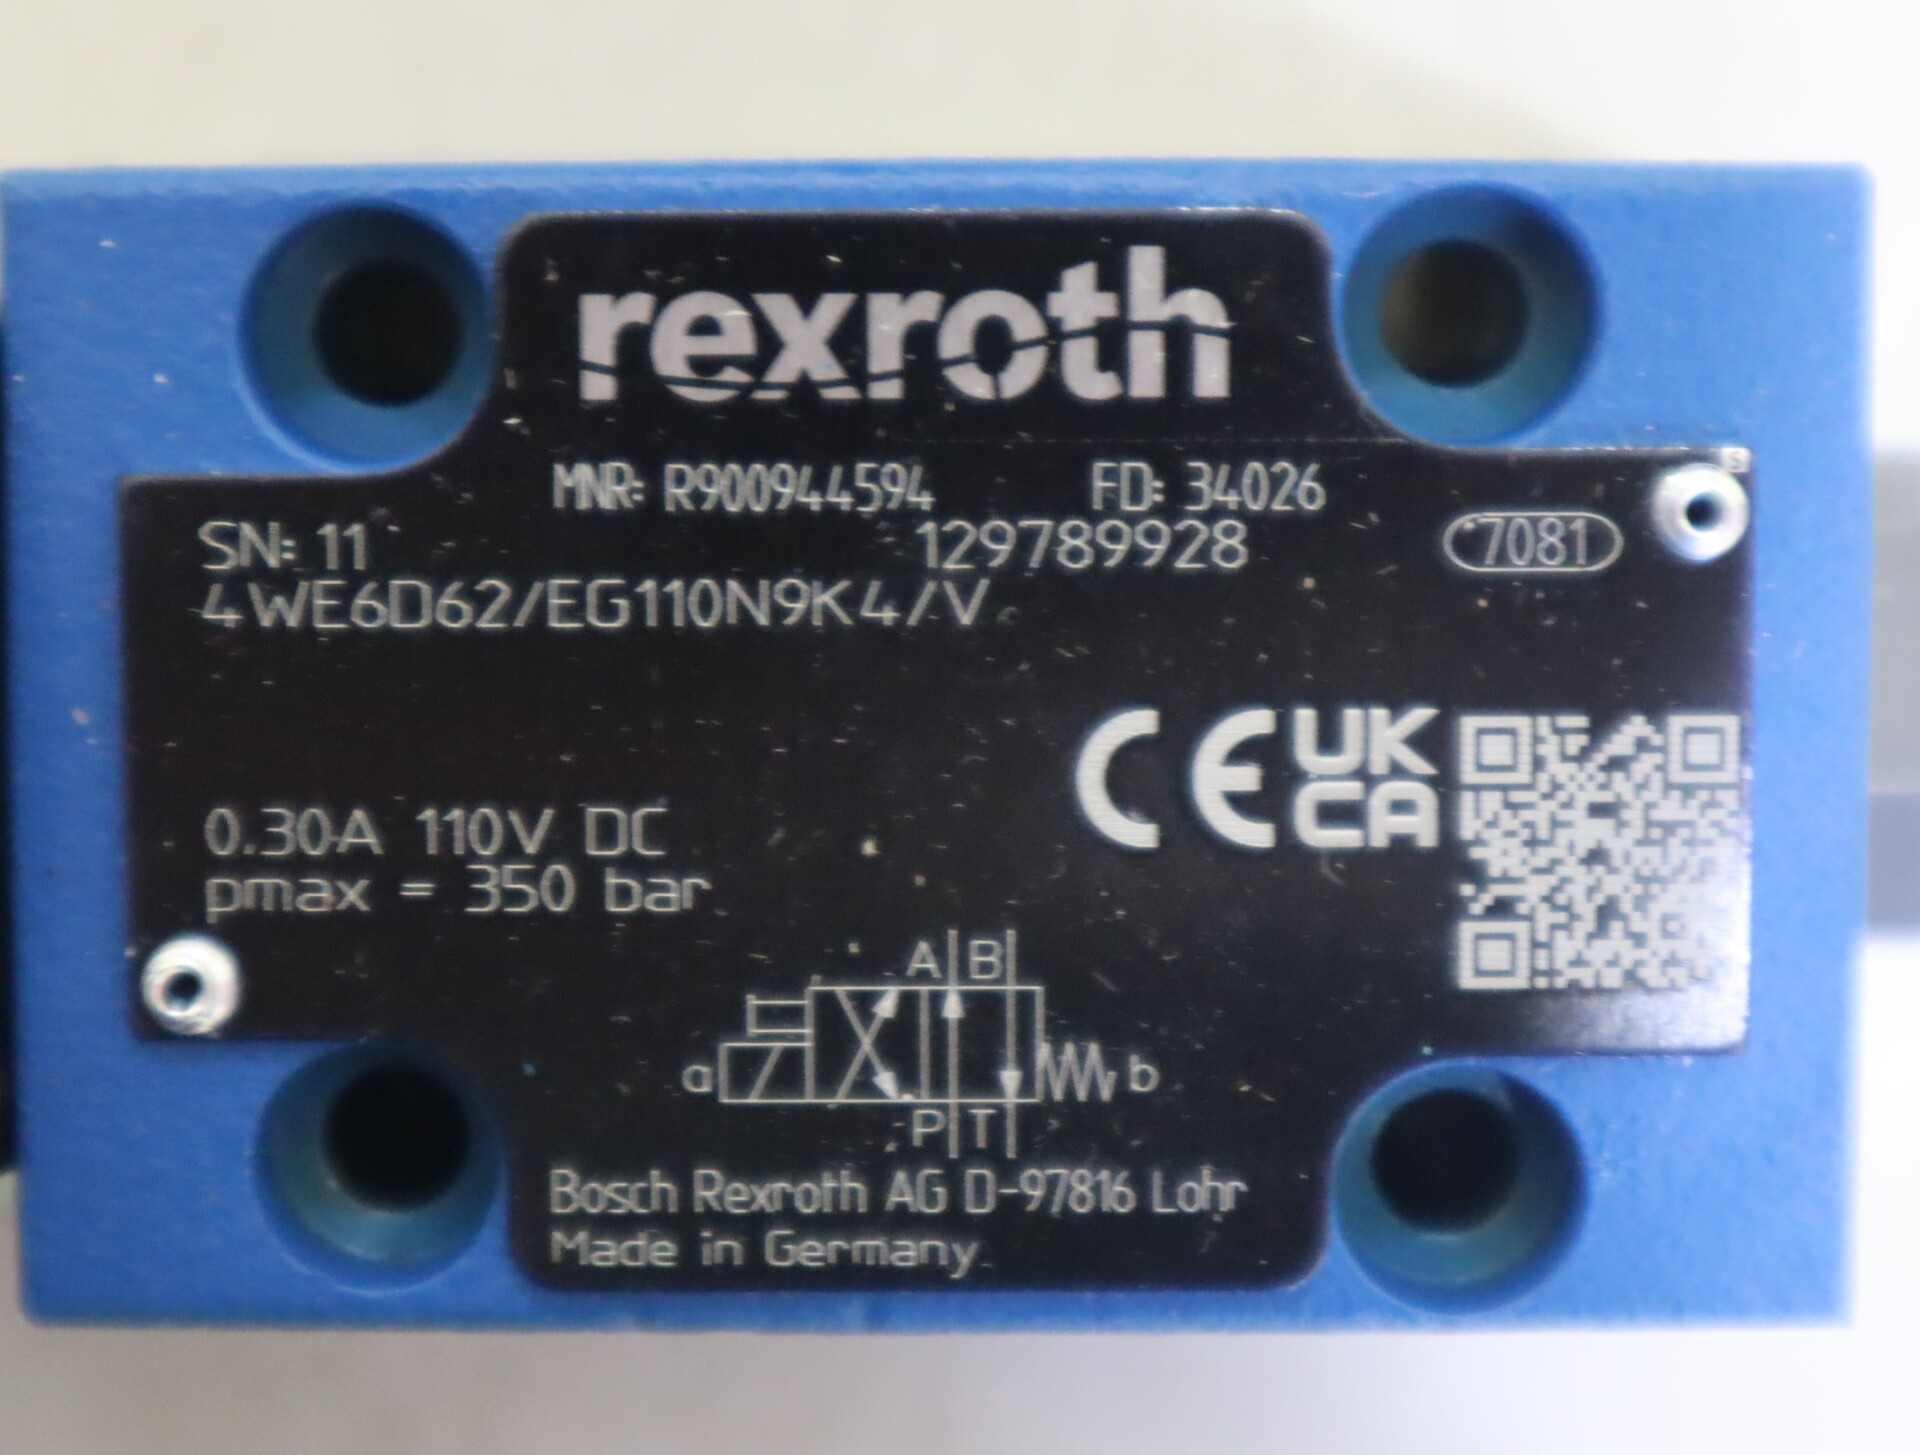 rexroth
MNR: R900944594 FD: 34026
SN: 11 129789928 7081
4WE6D62/EG110N9K4/V
CE UK
CA
0.30A 110V DC
pmax = 350 bar
A B
a b
P T
Bosch Rexroth AG D-97816 Lohr
Made in Germany